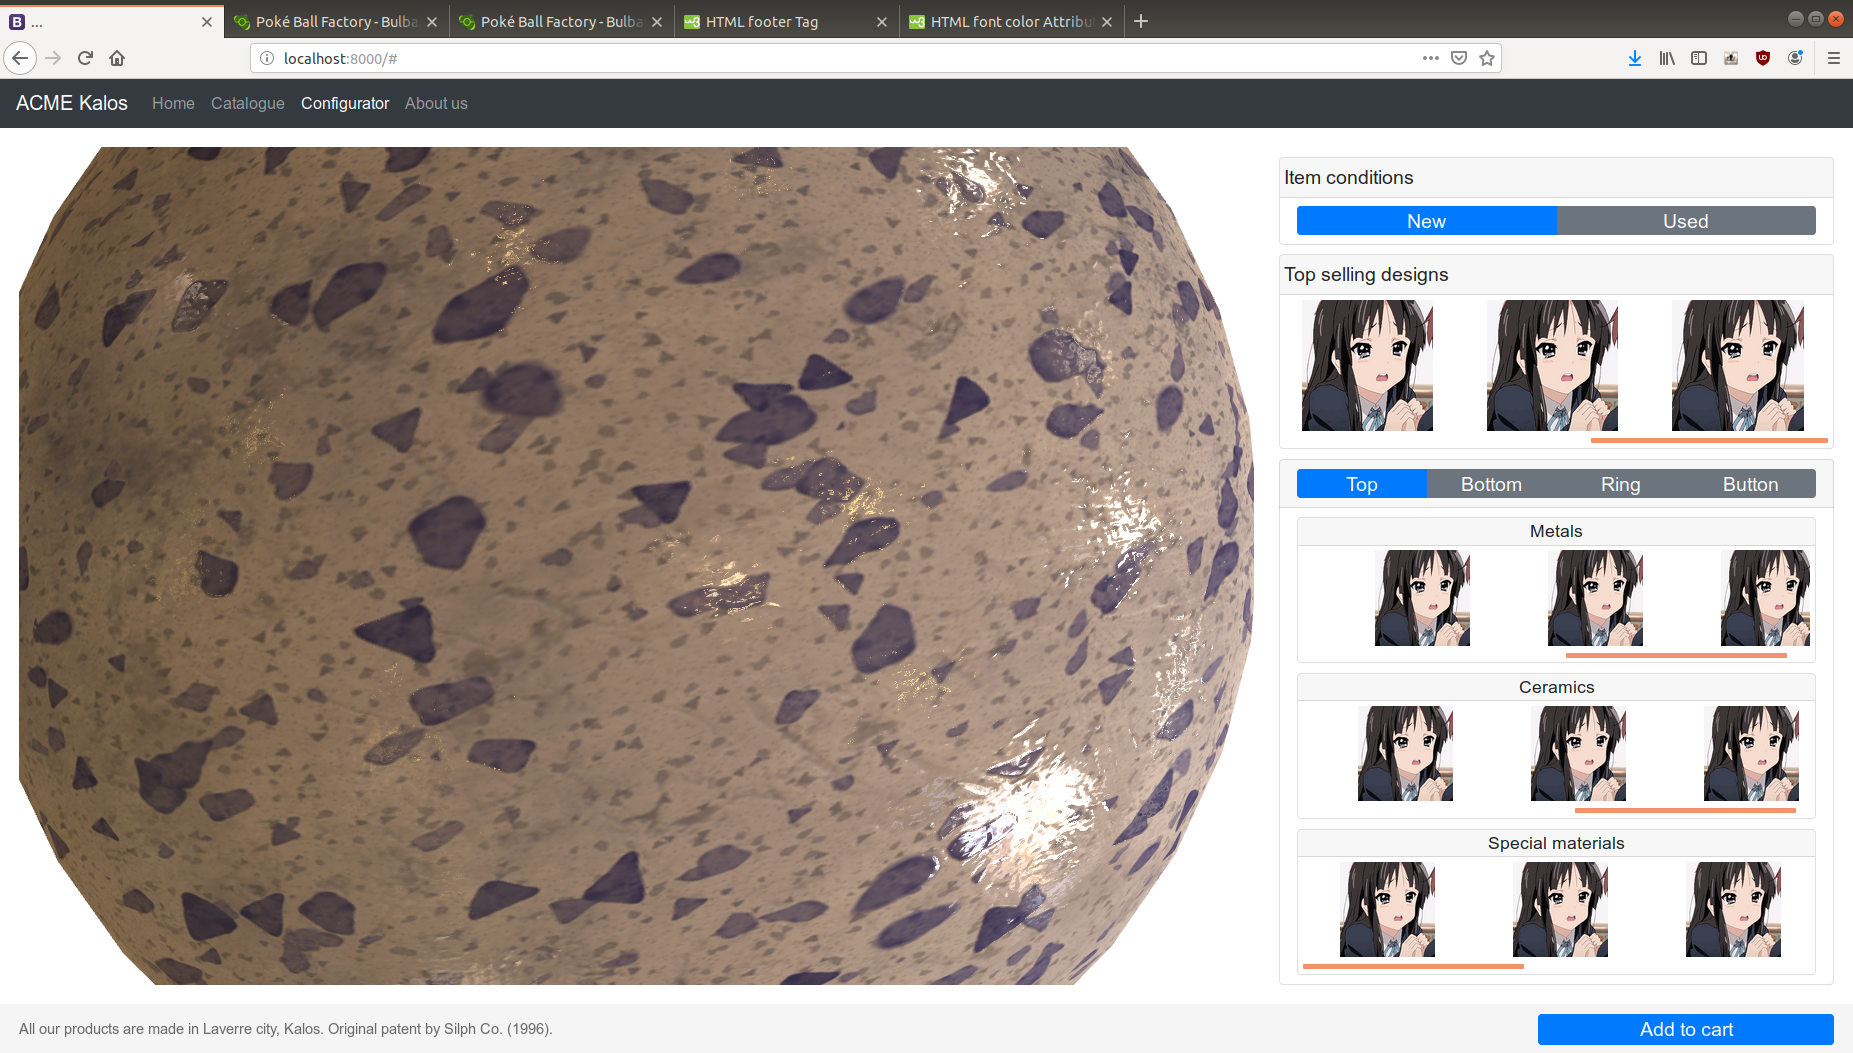 ...
Poké Ball Factory - Bulba
Poké Ball Factory - Bulba
HTML footer Tag
HTML font color Attribu
localhost:8000/#
ACME Kalos
Home
Catalogue
Configurator
About us
Item conditions
New
Used
Top selling designs
Top
Bottom
Ring
Button
Metals
Ceramics
Special materials
All our products are made in Laverre city, Kalos. Original patent by Silph Co. (1996).
Add to cart